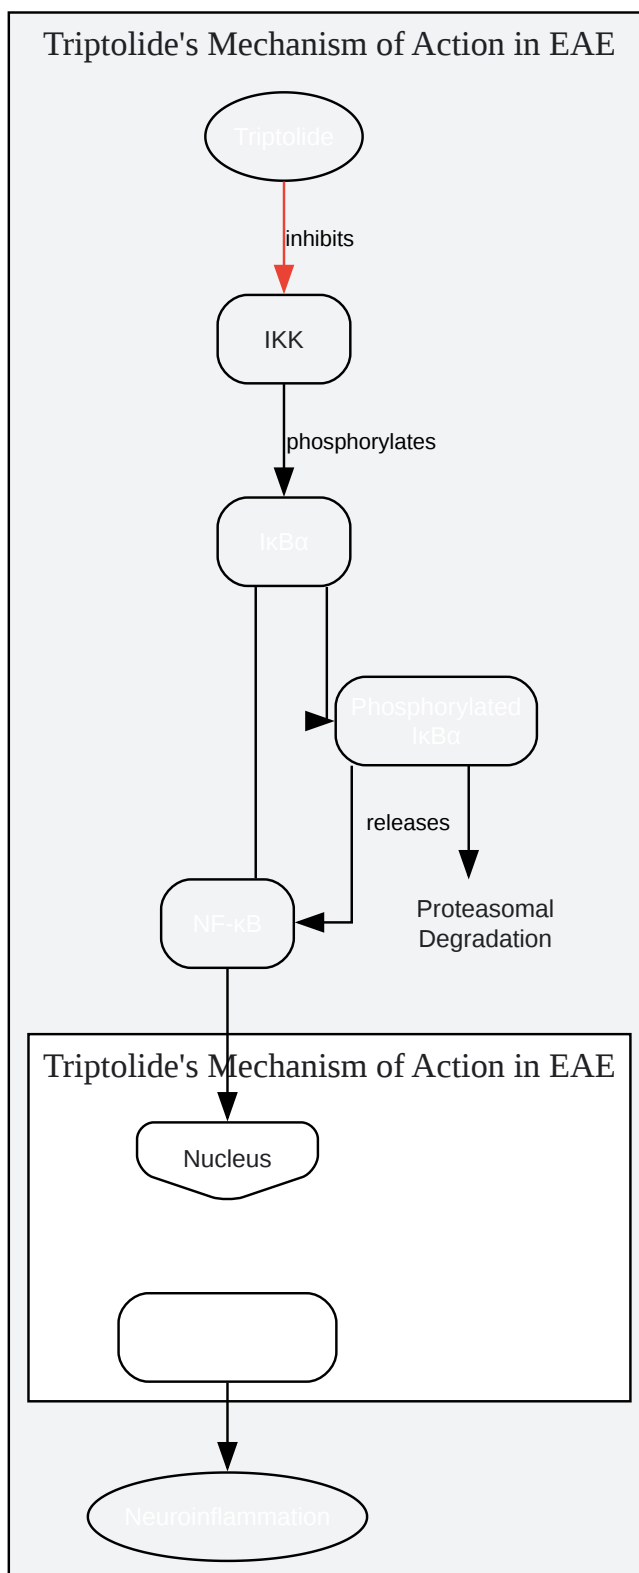 Triptolide's Mechanism of Action in EAE
Triptolide
inhibits
IKK
phosphorylates
IκBα
Phosphorylated
IκBα
releases
NF-κB
Proteasomal
Degradation
Triptolide's Mechanism of Action in EAE
Nucleus
Neuroinflammation